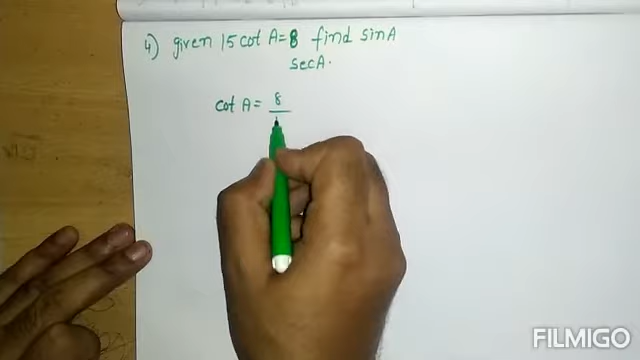 4) given 15 cot A = 8 find sin A
sec A.
cot A = 8
FILMIGO